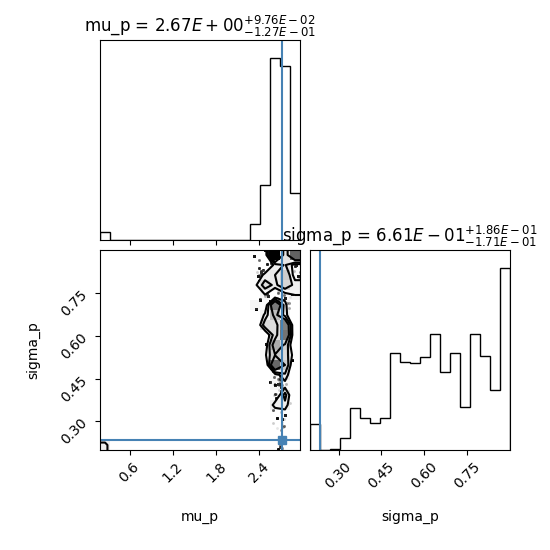 mu_p = 2.67E + 00+9.76E − 02 −1.27E − 01
sigma_p = 6.61E − 01+1.86E − 01 −1.71E − 01
sigma_p
0.75
0.60
0.45
0.30
0.6 1.2 1.8 2.4
0.30 0.45 0.60 0.75
mu_p
sigma_p